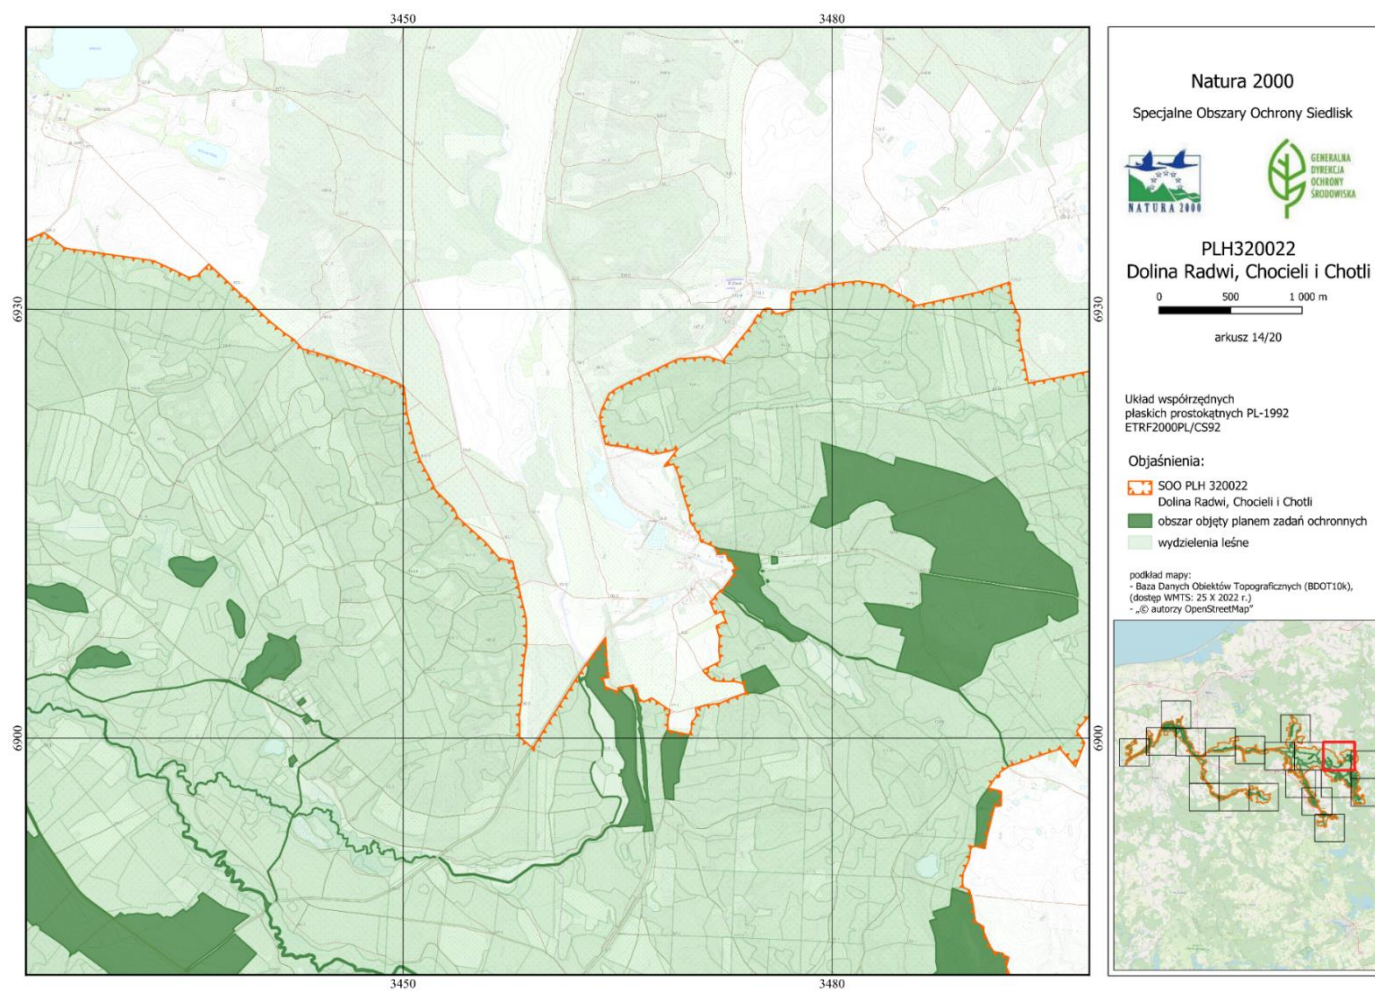 3450
3480
6930
6930
6900
6900
3450
3480
Natura 2000
Specjalne Obszary Ochrony Siedlisk
NATURA 2000
GENERALNA
DYREKCJA
OCHRONY
ŚRODOWISKA
PLH320022
Dolina Radwi, Chocieli i Chotli
0 500 1 000 m
arkusz 14/20
Układ współrzędnych
płaskich prostokątnych PL-1992
ETRF2000PL/CS92
Objaśnienia:
SOO PLH 320022
Dolina Radwi, Chocieli i Chotli
obszar objęty planem zadań ochronnych
wydzielenia leśne
podkład mapy:
- Baza Danych Obiektów Topograficznych (BDOT10k),
(dostęp WMTS: 25 X 2022 r.)
- „© autorzy OpenStreetMap”